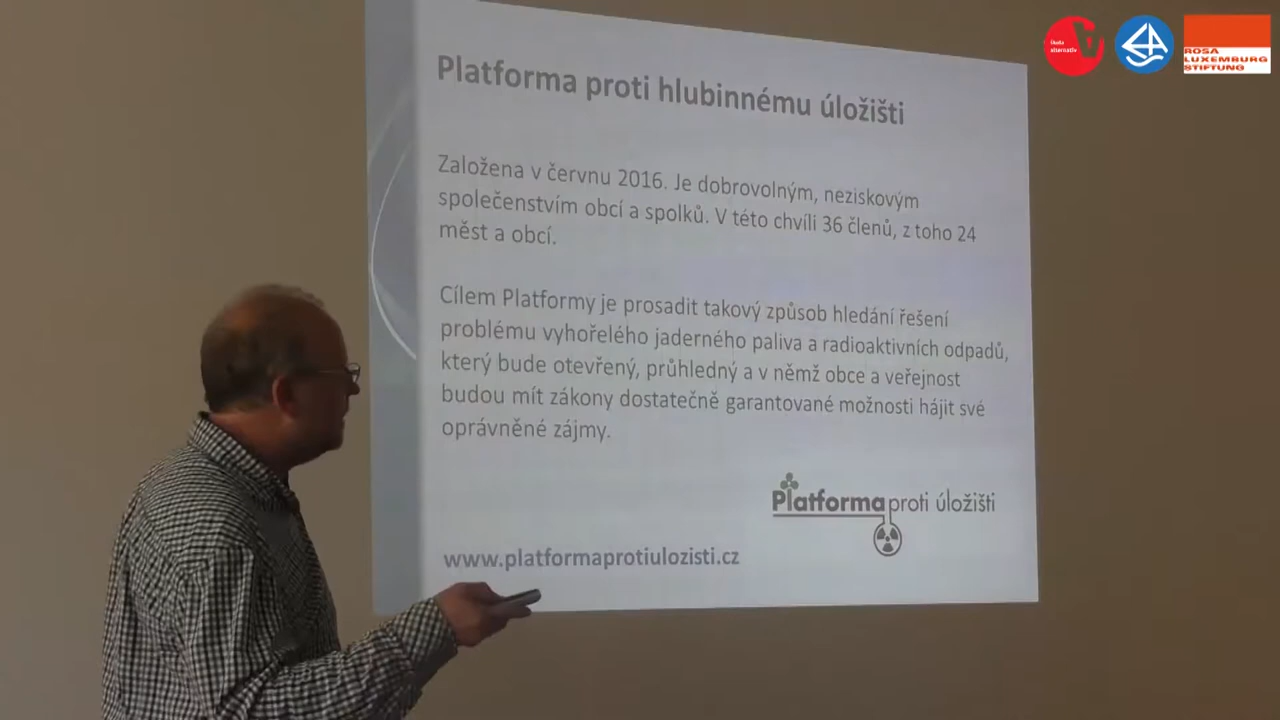 Platforma proti hlubinnému úložišti
Založena v červnu 2016. Je dobrovolným, neziskovým
společenstvím obcí a spolků. V této chvíli 36 členů, z toho 24
měst a obcí.
Cílem Platformy je prosadit takový způsob hledání řešení
problému vyhořelého jaderného paliva a radioaktivních odpadů,
který bude otevřený, průhledný a v němž obce a veřejnost
budou mít zákony dostatečně garantované možnosti hájit své
oprávněné zájmy.
Platforma proti úložišti
www.platformaprotiulozisti.cz
alternativ
ROSA
LUXEMBURG
STIFTUNG